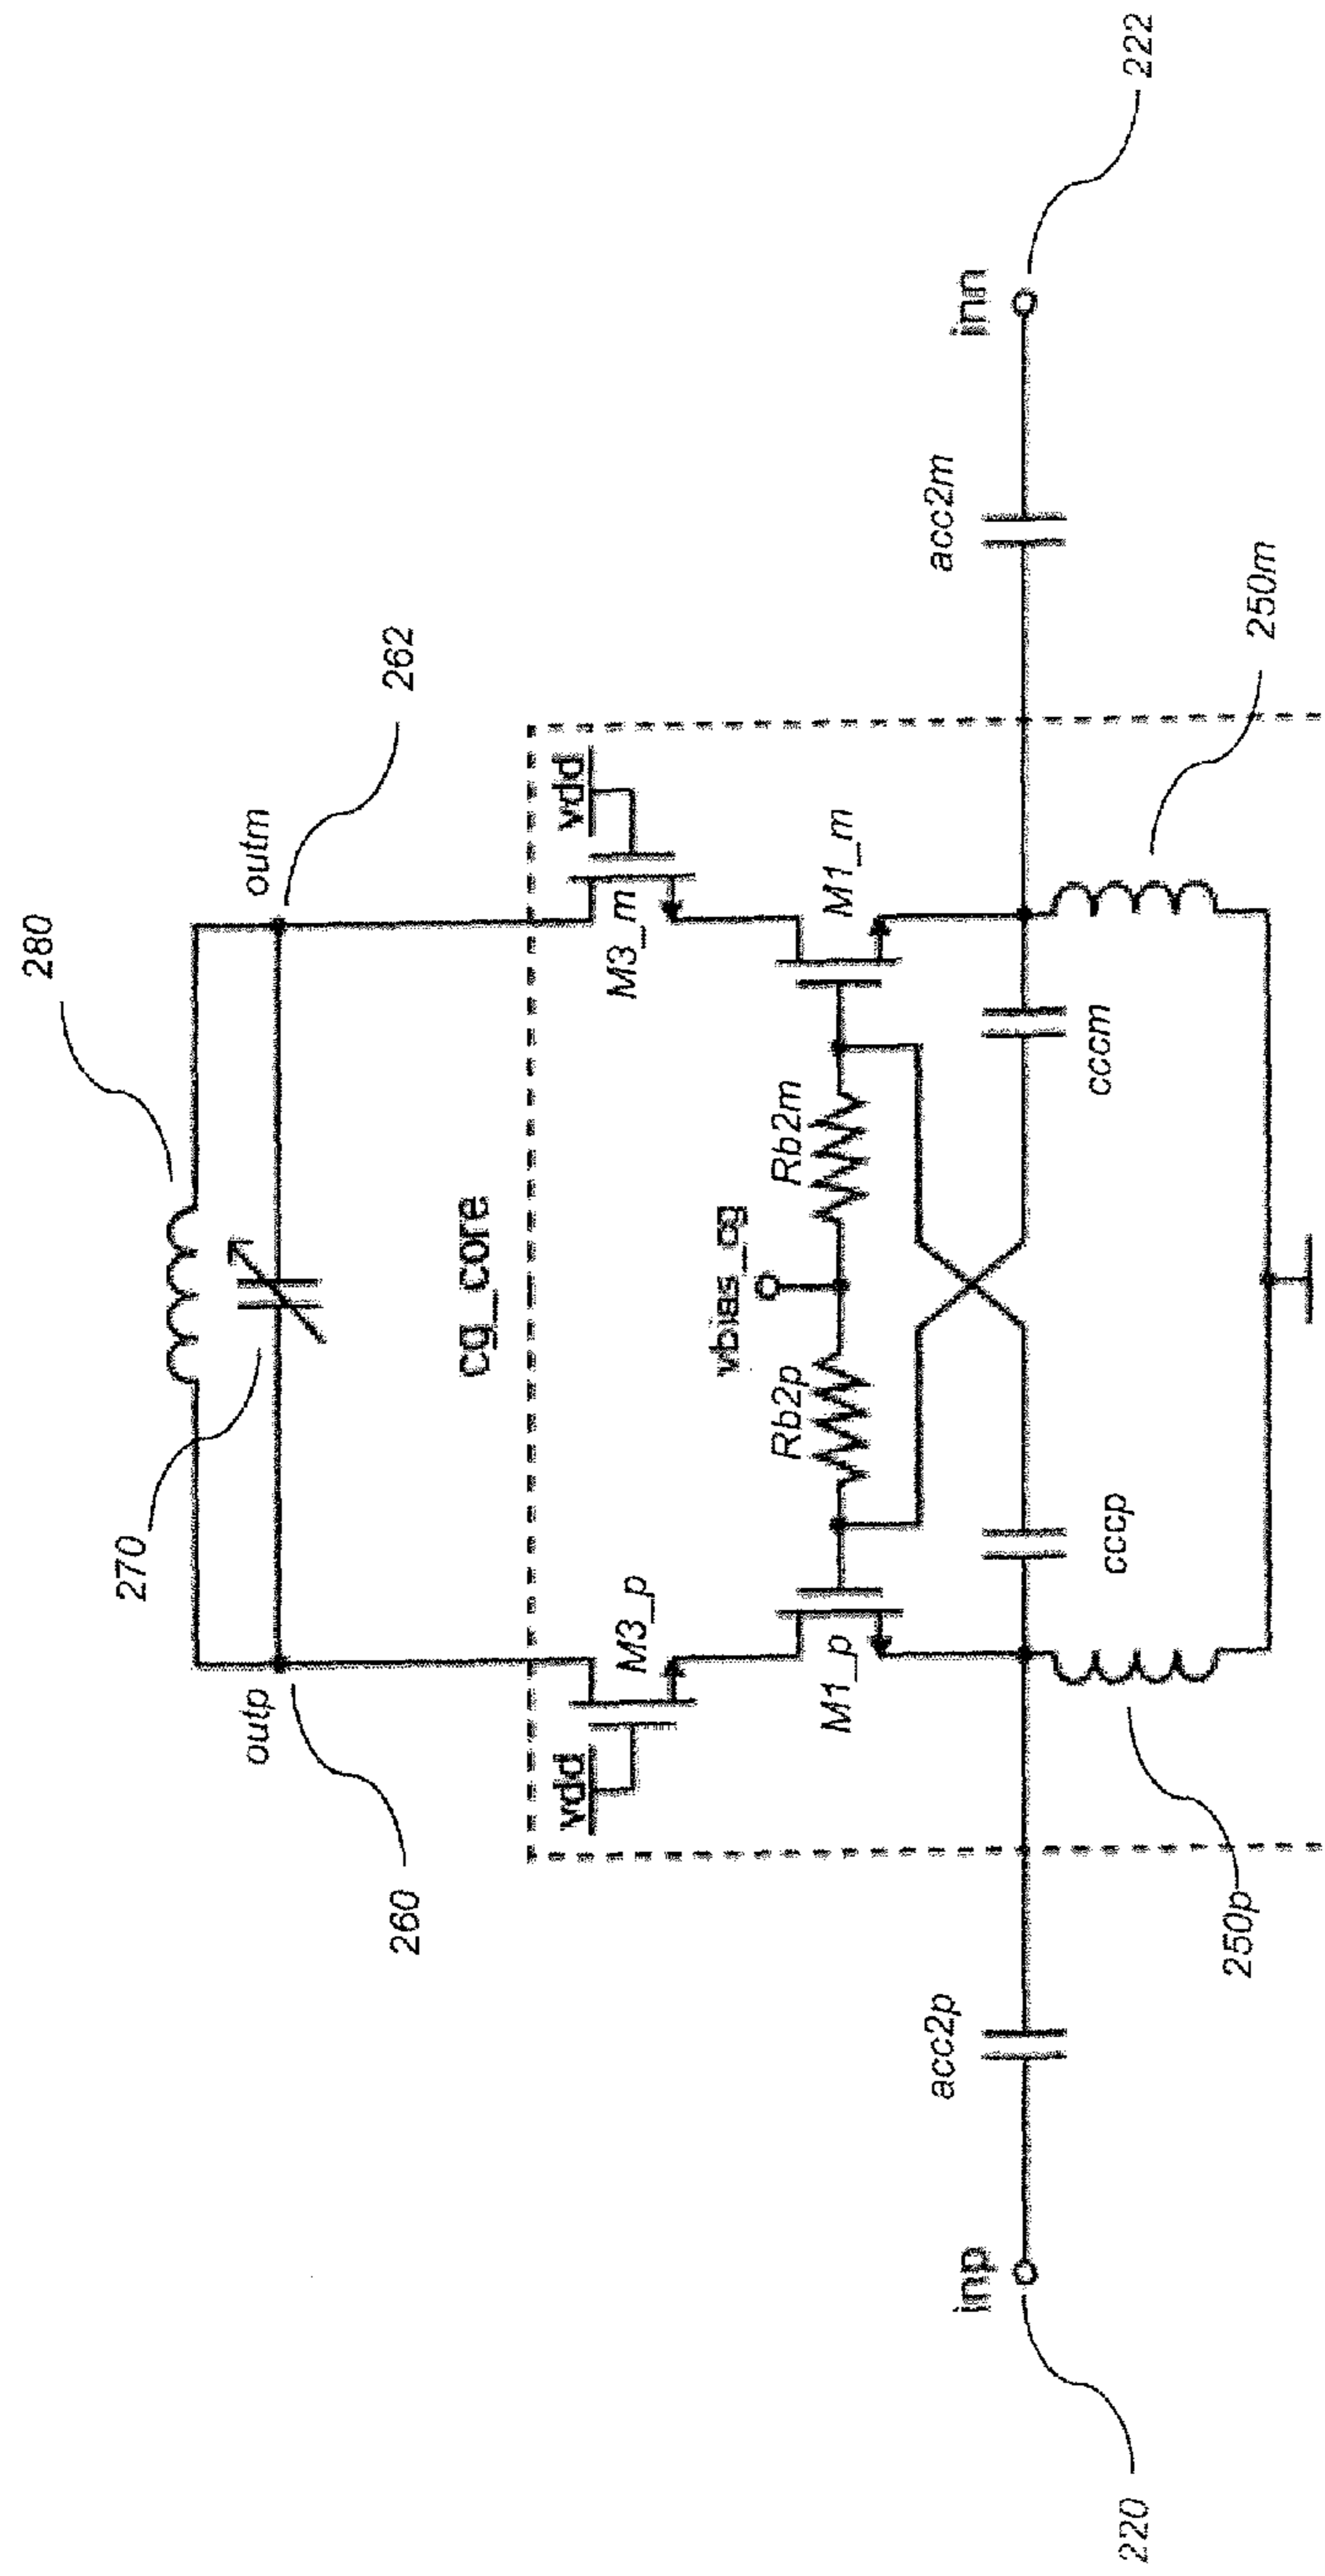 280
270
outp
outm
260
262
cg_core
vdd
vdd
M3_p
M3_m
vbias_cg
Rb2p
Rb2m
M1_p
M1_m
acc2p
acc2m
inp
inn
cccp
cccm
220
222
250p
250m